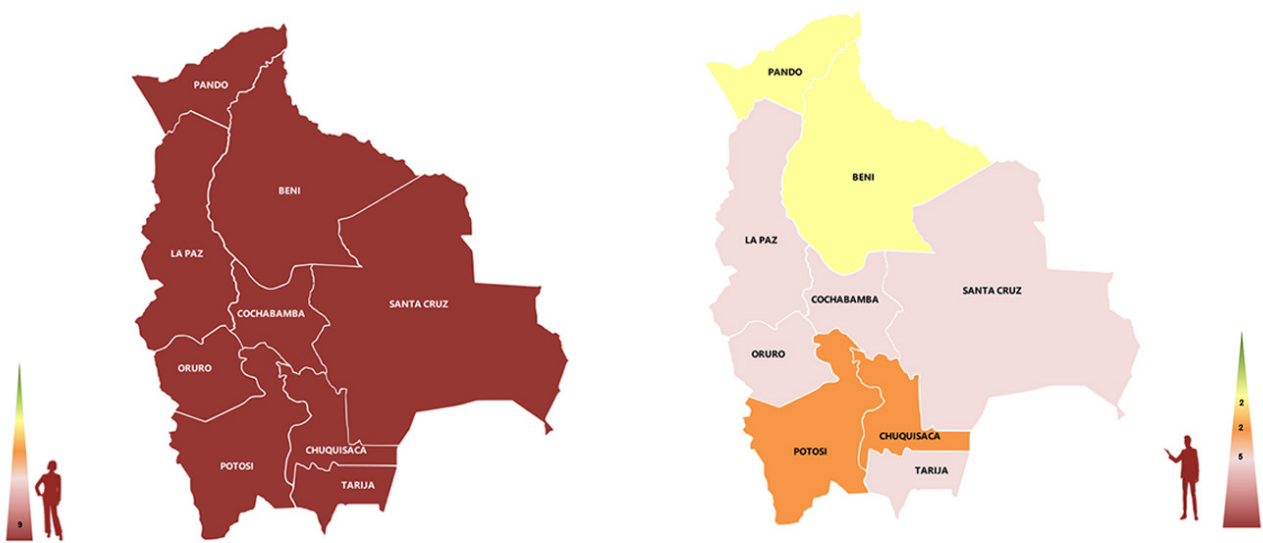 PANDO
BENI
LA PAZ
COCHABAMBA
SANTA CRUZ
ORURO
POTOSI
CHUQUISACA
TARIJA
9
PANDO
BENI
LA PAZ
COCHABAMBA
SANTA CRUZ
ORURO
POTOSI
CHUQUISACA
TARIJA
2
2
5